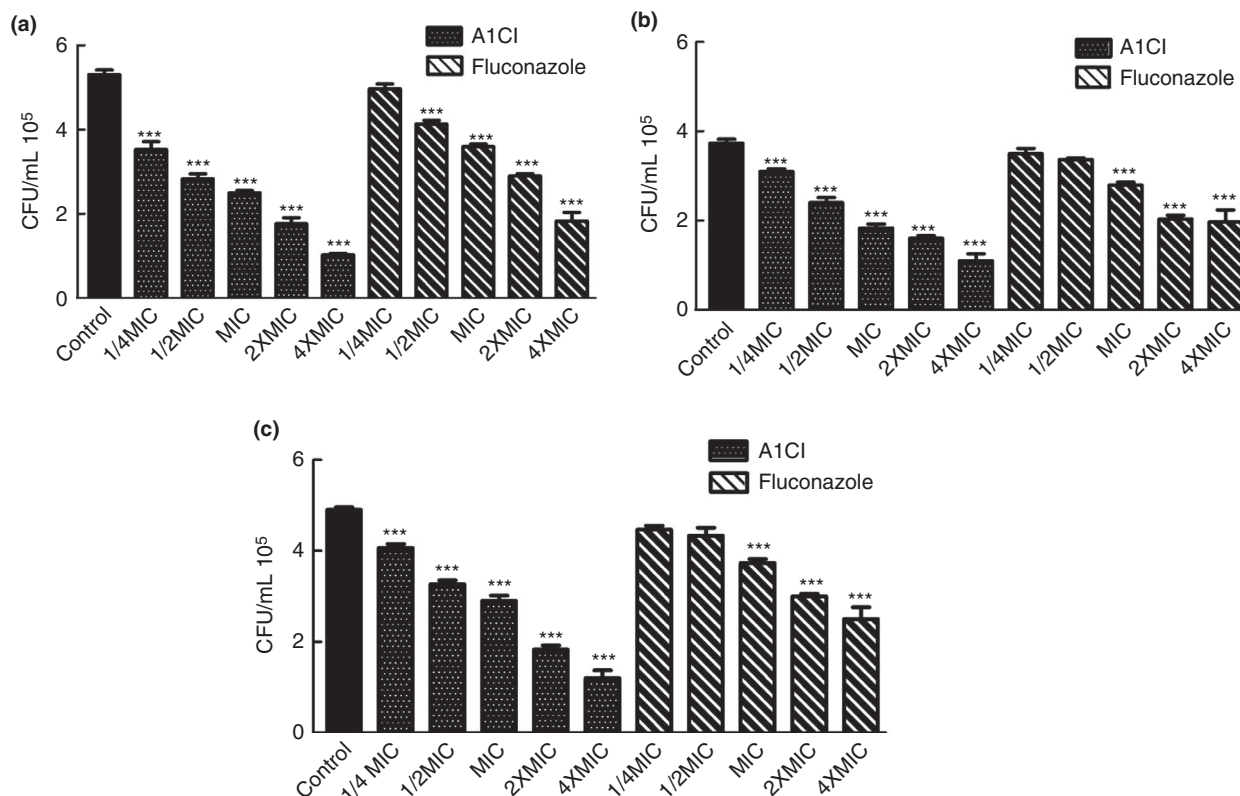 (a)
A1Cl
Fluconazole
6
4
2
0
CFU/mL 10⁵
***
***
***
***
***
***
***
***
***
Control
1/4MIC
1/2MIC
MIC
2XMIC
4XMIC
1/4MIC
1/2MIC
MIC
2XMIC
4XMIC
(b)
A1Cl
Fluconazole
6
4
2
0
CFU/mL 10⁵
***
***
***
***
***
***
***
***
Control
1/4MIC
1/2MIC
MIC
2XMIC
4XMIC
1/4MIC
1/2MIC
MIC
2XMIC
4XMIC
(c)
A1Cl
Fluconazole
6
4
2
0
CFU/mL 10⁵
***
***
***
***
***
***
***
***
Control
1/4 MIC
1/2MIC
MIC
2XMIC
4XMIC
1/4MIC
1/2MIC
MIC
2XMIC
4XMIC